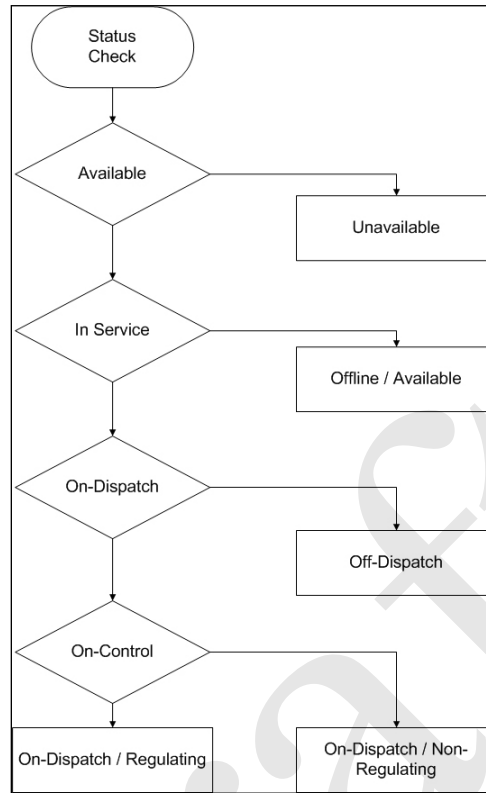 Status
Check
Available
Unavailable
In Service
Offline / Available
On-Dispatch
Off-Dispatch
On-Control
On-Dispatch / Regulating
On-Dispatch / Non-
Regulating